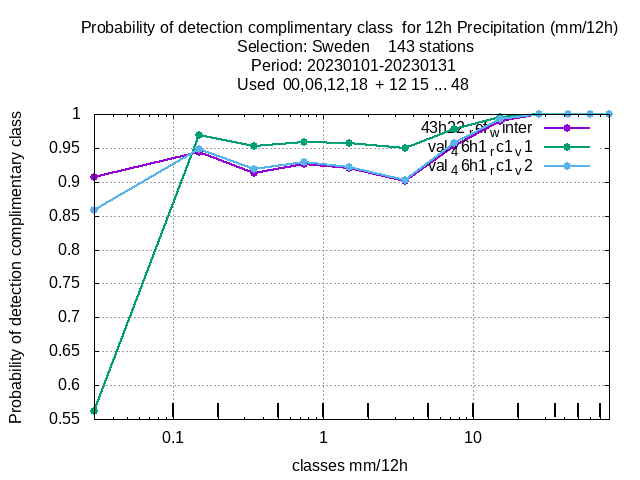 Probability of detection complimentary class for 12h Precipitation (mm/12h)
Selection: Sweden 143 stations
Period: 20230101-20230131
Used 00,06,12,18 + 12 15 ... 48
Probability of detection complimentary class
1
0.95
0.9
0.85
0.8
0.75
0.7
0.65
0.6
0.55
val46h1rc1v1
val46h1rc1v2
0.1 1 10
classes mm/12h